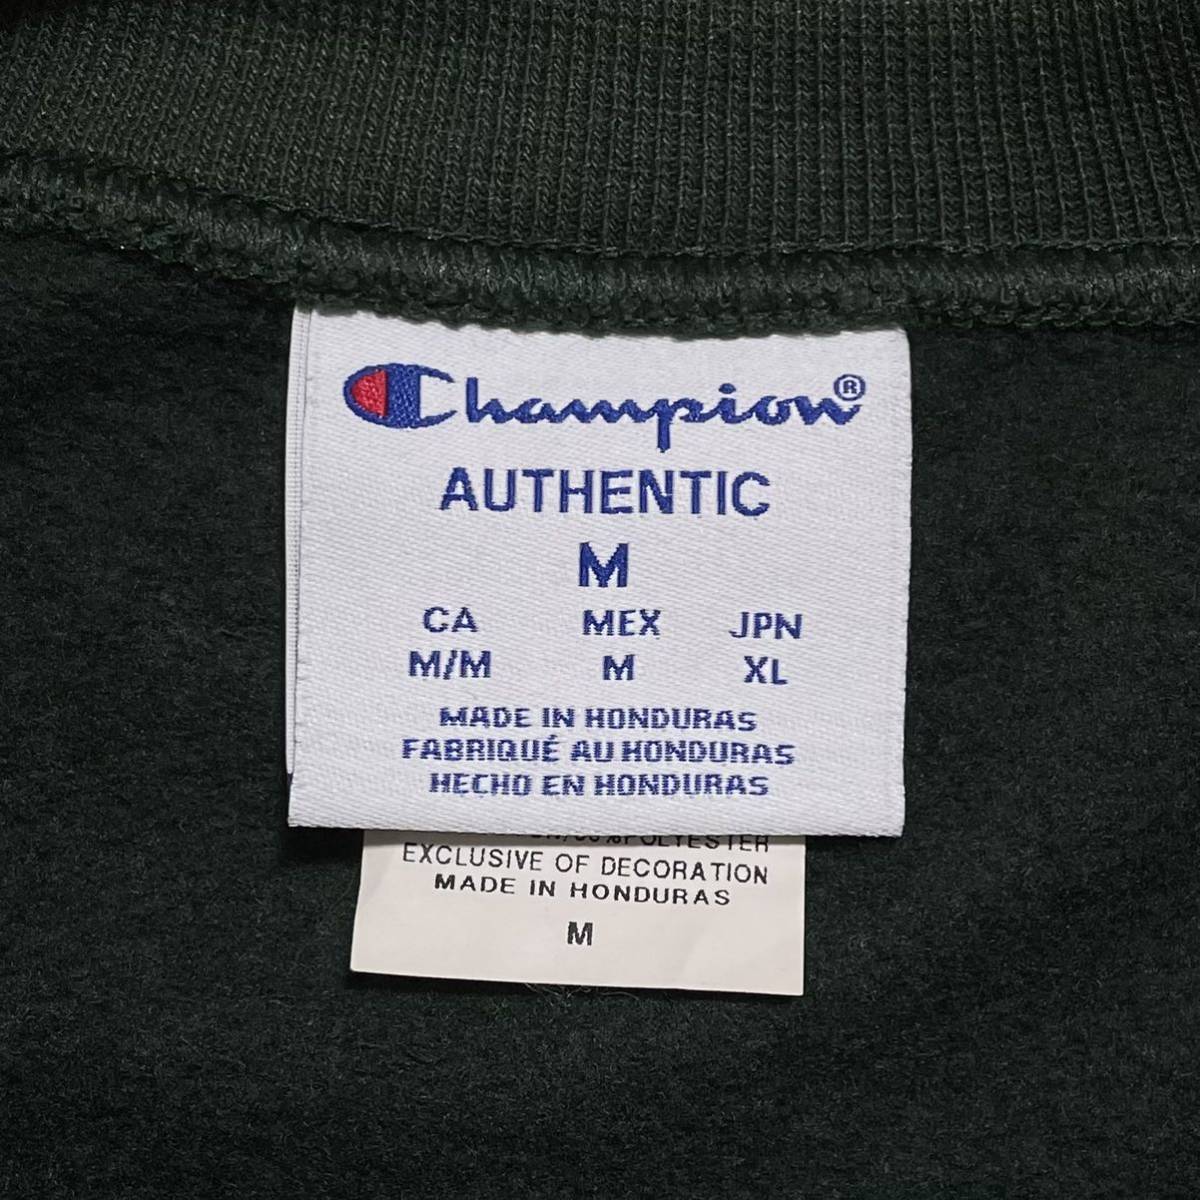 Champion®
AUTHENTIC
M
CA MEX JPN
M/M M XL
MADE IN HONDURAS
FABRIQUÉ AU HONDURAS
HECHO EN HONDURAS
POLYESTER
EXCLUSIVE OF DECORATION
MADE IN HONDURAS
M